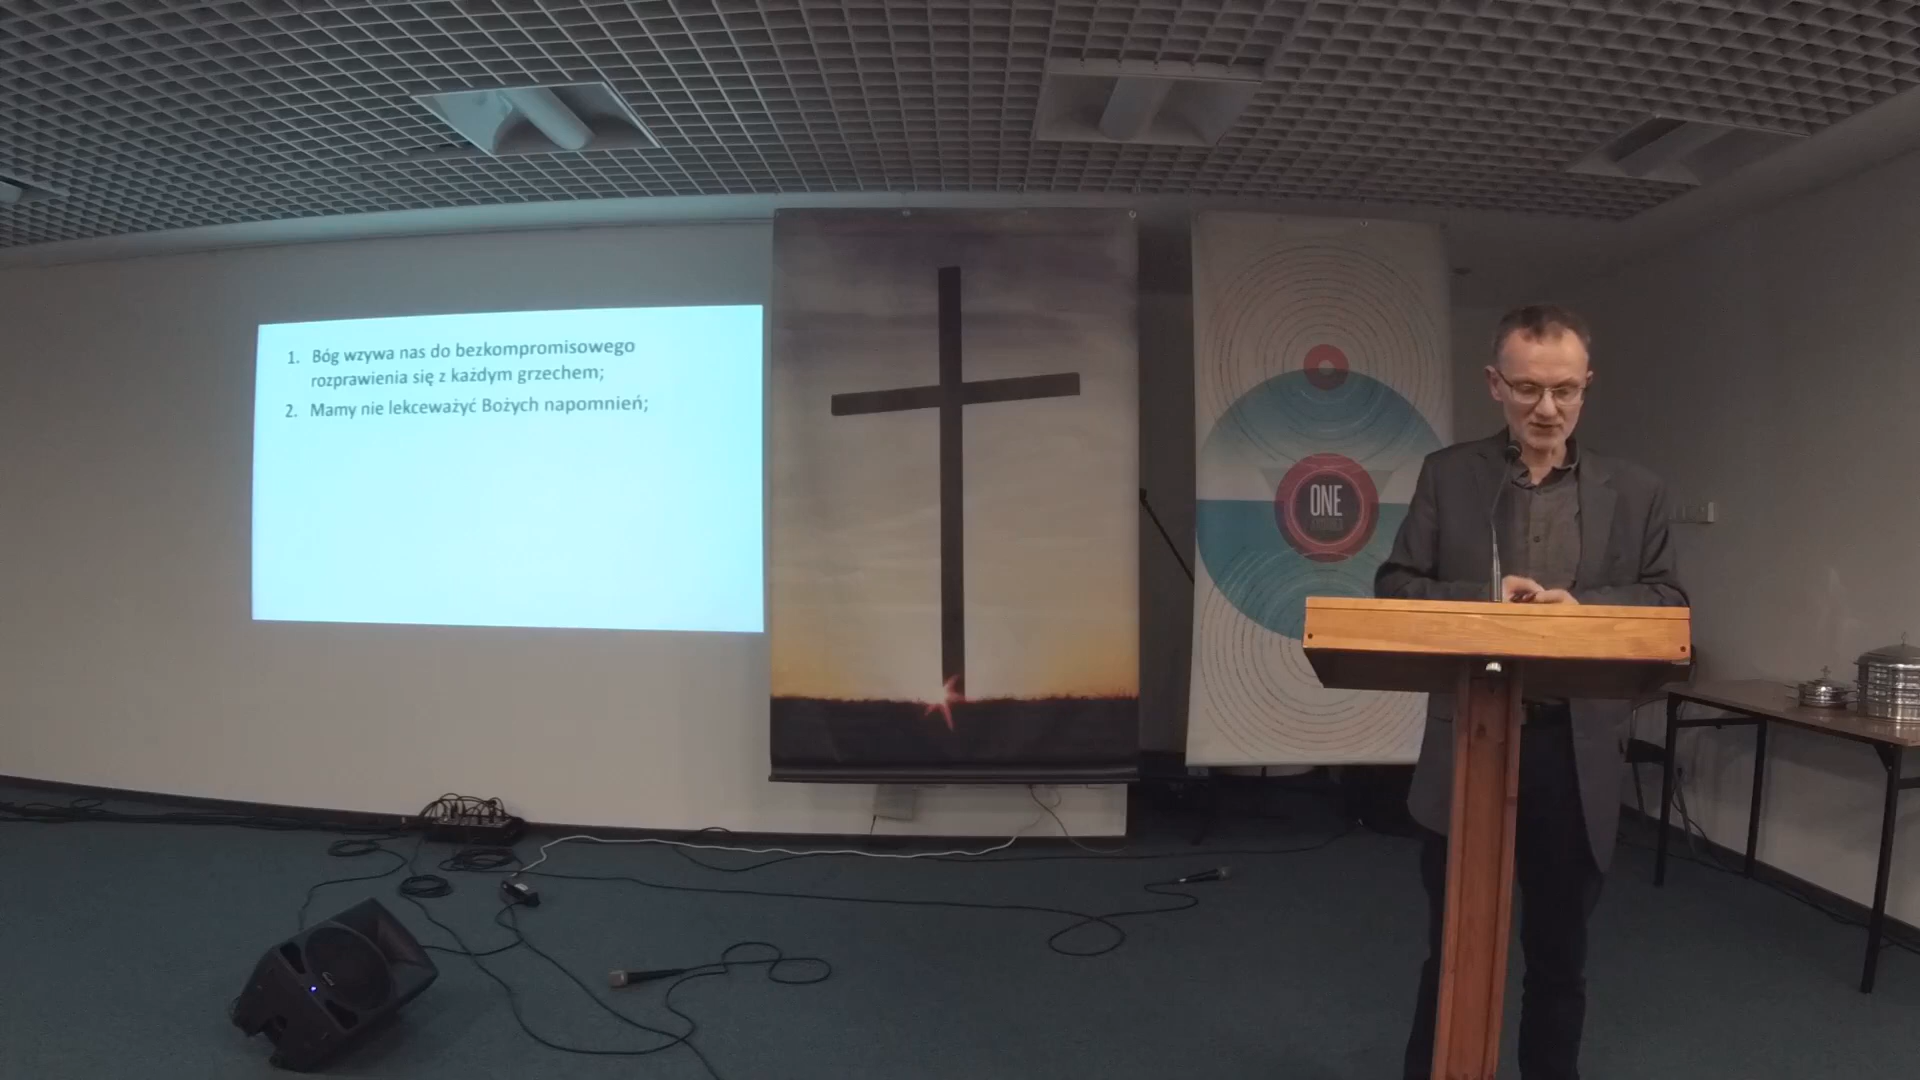 1. Bóg wzywa nas do bezkompromisowego
rozprawienia się z każdym grzechem;
2. Mamy nie lekceważyć Bożych napomnień;
ONE